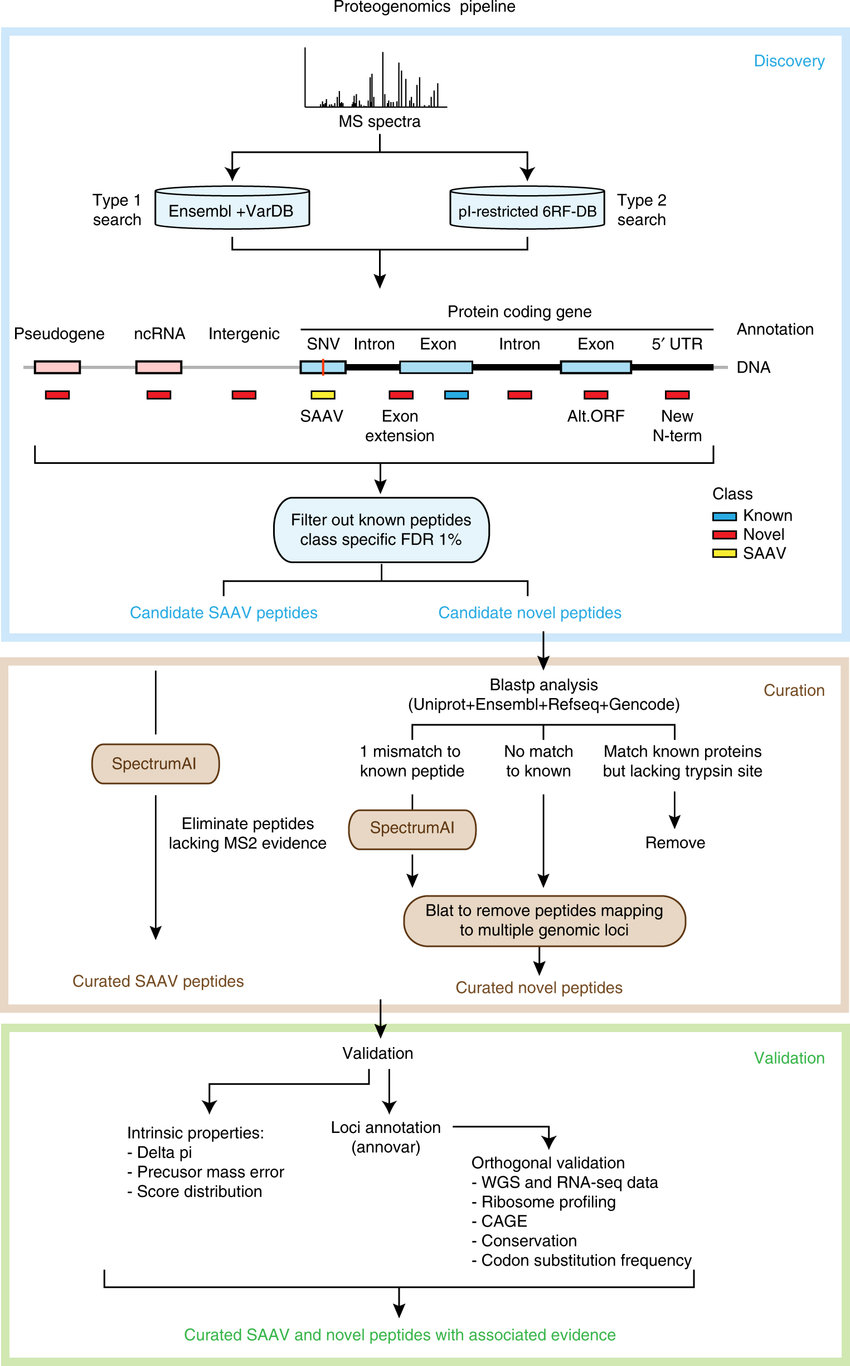 Proteogenomics pipeline
Discovery
MS spectra
Type 1
search
Ensembl +VarDB
pI-restricted 6RF-DB
Type 2
search
Protein coding gene
Pseudogene
ncRNA
Intergenic
SNV
Intron
Exon
Intron
Exon
5′ UTR
Annotation
DNA
SAAV
Exon
extension
Alt.ORF
New
N-term
Filter out known peptides
class specific FDR 1%
Class
Known
Novel
SAAV
Candidate SAAV peptides
Candidate novel peptides
Curation
Blastp analysis
(Uniprot+Ensembl+Refseq+Gencode)
1 mismatch to
known peptide
No match
to known
Match known proteins
but lacking trypsin site
SpectrumAI
Eliminate peptides
lacking MS2 evidence
SpectrumAI
Remove
Blat to remove peptides mapping
to multiple genomic loci
Curated SAAV peptides
Curated novel peptides
Validation
Validation
Intrinsic properties:
- Delta pi
- Precusor mass error
- Score distribution
Loci annotation
(annovar)
Orthogonal validation
- WGS and RNA-seq data
- Ribosome profiling
- CAGE
- Conservation
- Codon substitution frequency
Curated SAAV and novel peptides with associated evidence